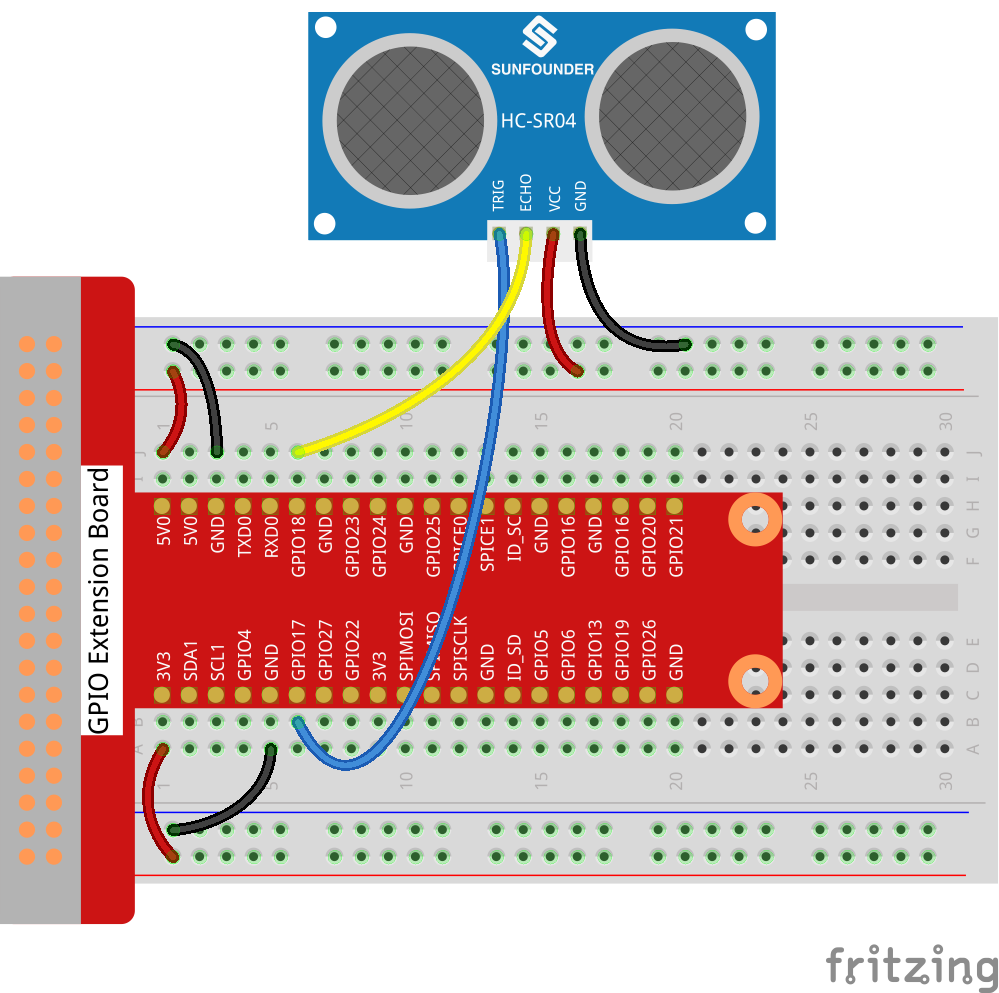 SUNFOUNDER
HC-SR04
TRIG ECHO VCC GND
1 5 10 15 20 25 30
J
I
5V0 5V0 GND TXD0 RXD0 GPIO18 GND GPIO23 GPIO24 GND GPIO25 SPICE0 SPICE1 ID_SC GND GPIO16 GND GPIO16 GPIO20 GPIO21
H
G
F
GPIO Extension Board
3V3 SDA1 SCL1 GPIO4 GND GPIO17 GPIO27 GPIO22 3V3 SPIMOSI SPIMISO SPISCLK GND ID_SD GPIO5 GPIO6 GPIO13 GPIO19 GPIO26 GND
E
D
C
B B
A A
1 5 10 15 20 25 30
fritzing